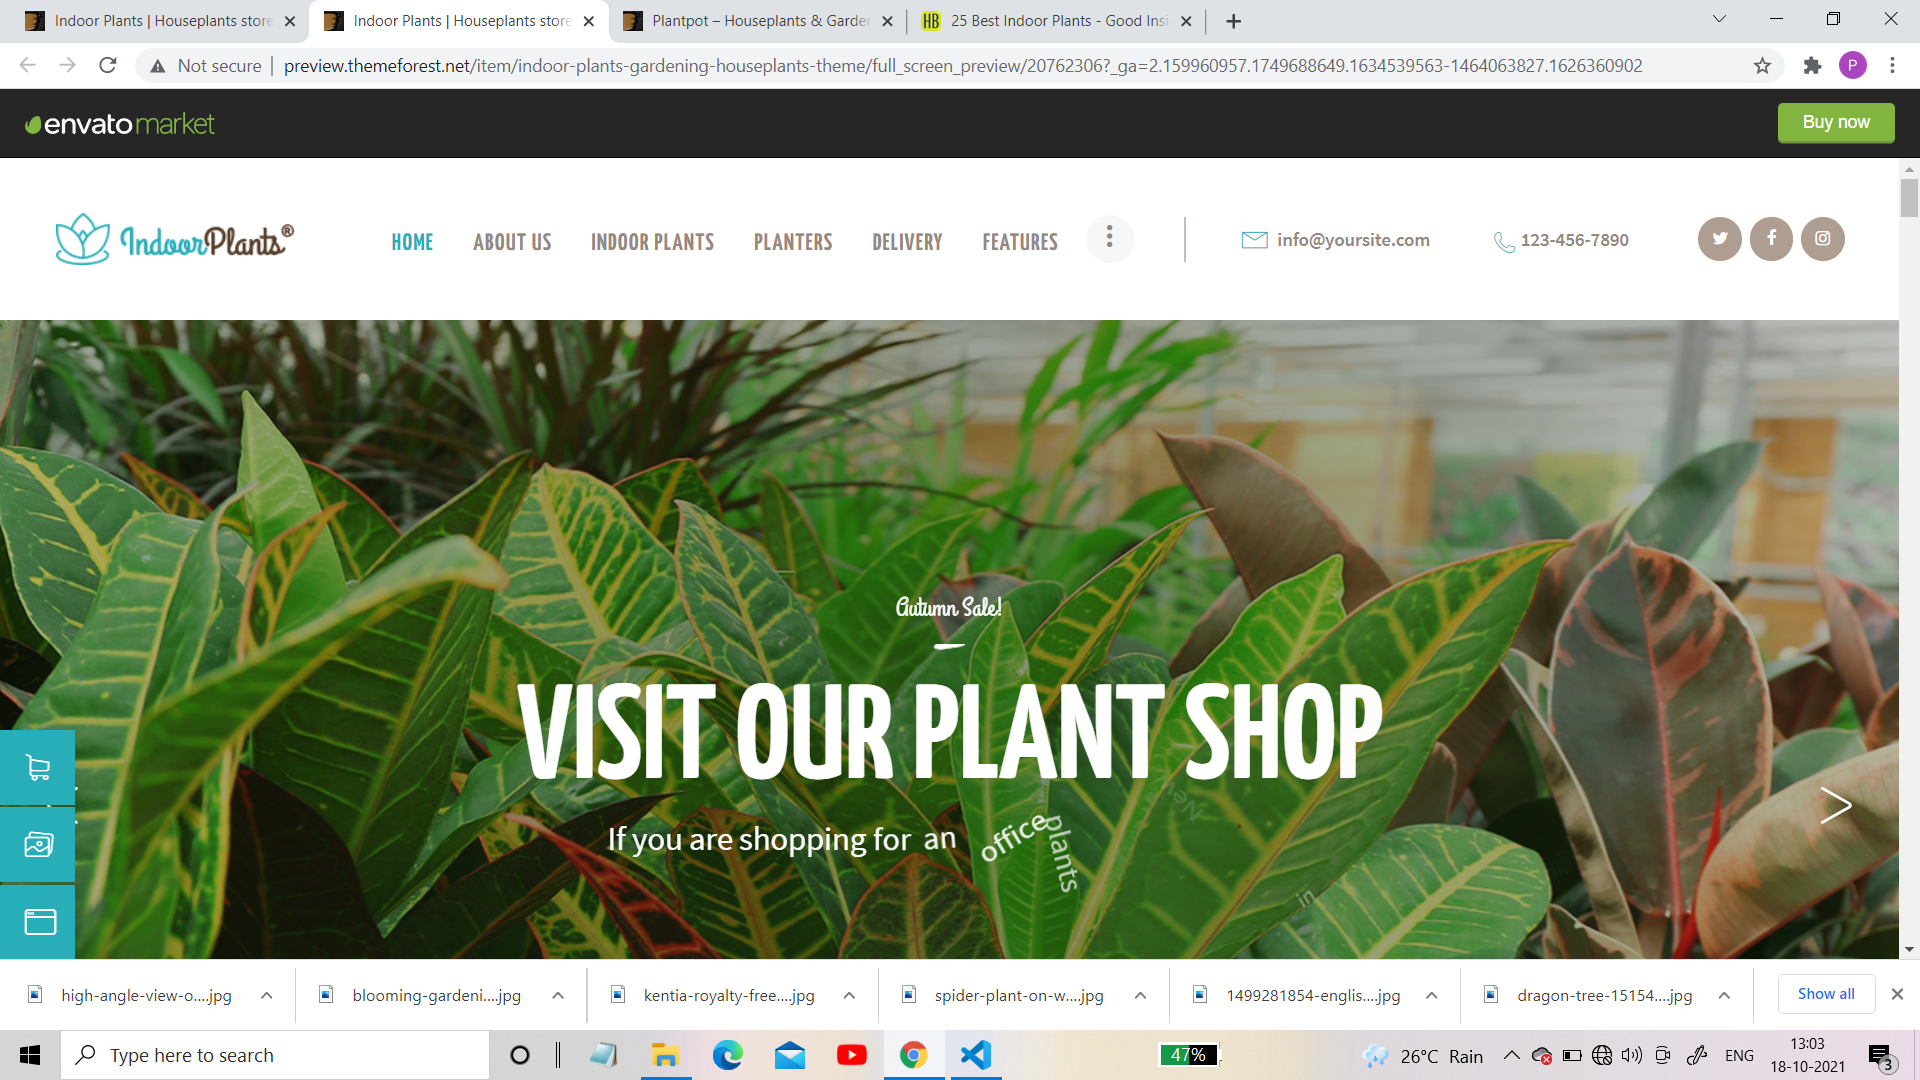 Indoor Plants | Houseplants store
Indoor Plants | Houseplants store
Plantpot – Houseplants & Garden
HB 25 Best Indoor Plants - Good Insi
Not secure | preview.themeforest.net/item/indoor-plants-gardening-houseplants-theme/full_screen_preview/20762306?_ga=2.159960957.1749688649.1634539563-1464063827.1626360902
P
envato market
Buy now
IndoorPlants®
HOME ABOUT US INDOOR PLANTS PLANTERS DELIVERY FEATURES
info@yoursite.com
123-456-7890
Autumn Sale!
VISIT OUR PLANT SHOP
If you are shopping for an office plants
New
in
high-angle-view-o....jpg
blooming-gardeni....jpg
kentia-royalty-free....jpg
spider-plant-on-w....jpg
1499281854-englis....jpg
dragon-tree-15154....jpg
Show all
Type here to search
47%
26°C Rain
ENG
13:03
18-10-2021
3